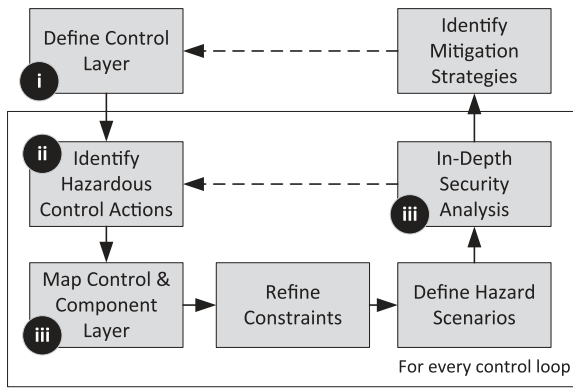 Define Control
Layer
i
Identify
Mitigation
Strategies
ii
Identify
Hazardous
Control Actions
In-Depth
Security
Analysis
iii
Map Control &
Component
Layer
iii
Refine
Constraints
Define Hazard
Scenarios
For every control loop